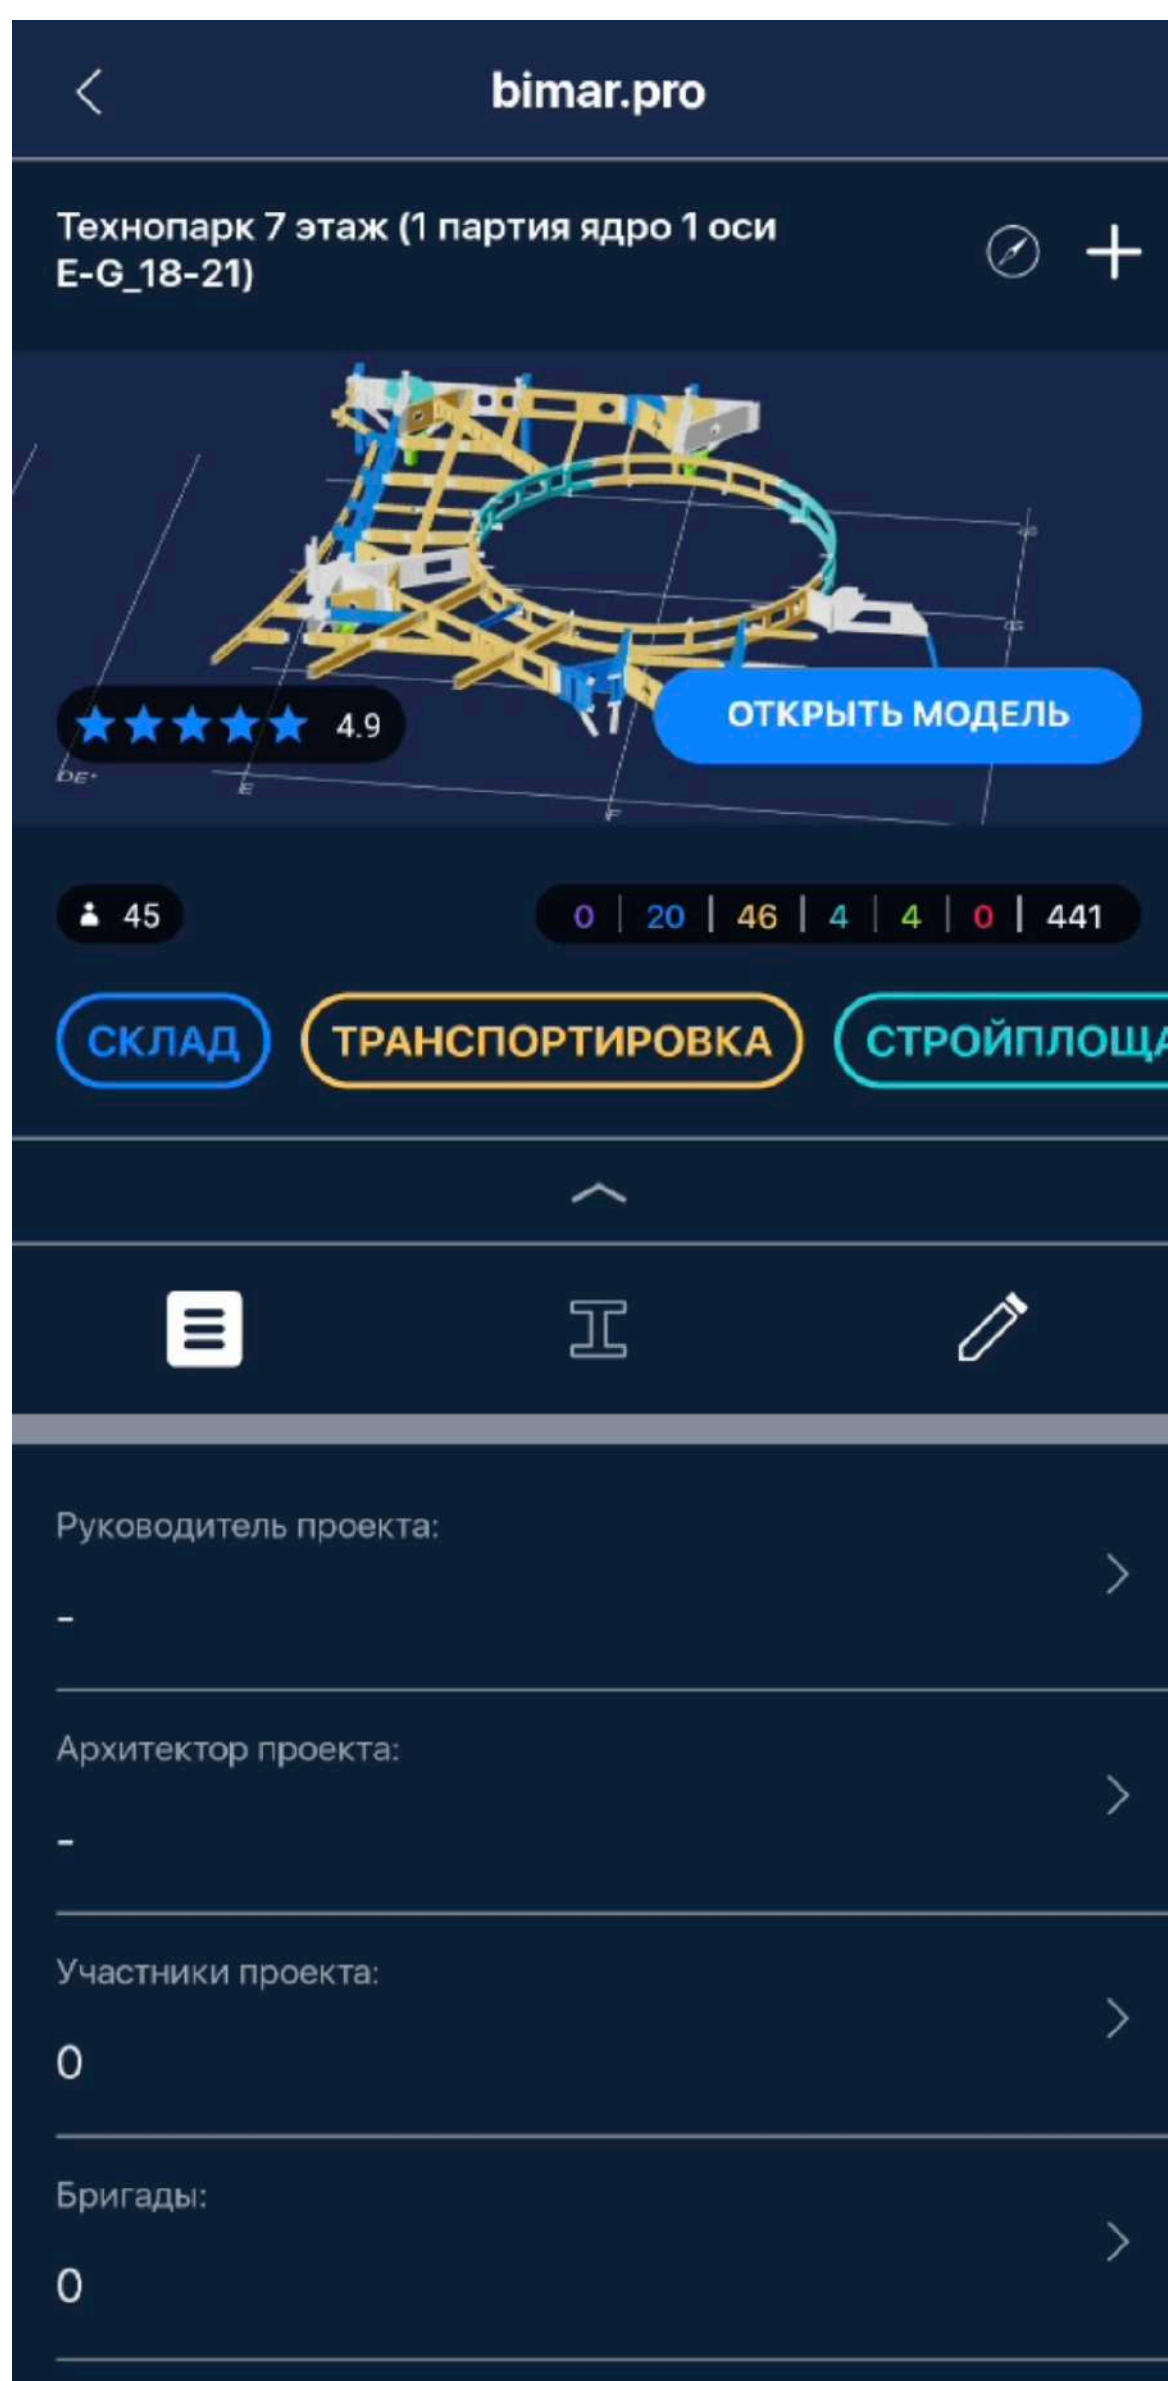 bimar.pro
Технопарк 7 этаж (1 партия ядро 1 оси
E-G_18-21)
4.9
ОТКРЫТЬ МОДЕЛЬ
DE*
E
F
45
0 | 20 | 46 | 4 | 4 | 0 | 441
СКЛАД
ТРАНСПОРТИРОВКА
СТРОЙПЛОЩА
Руководитель проекта:
-
Архитектор проекта:
-
Участники проекта:
0
Бригады:
0